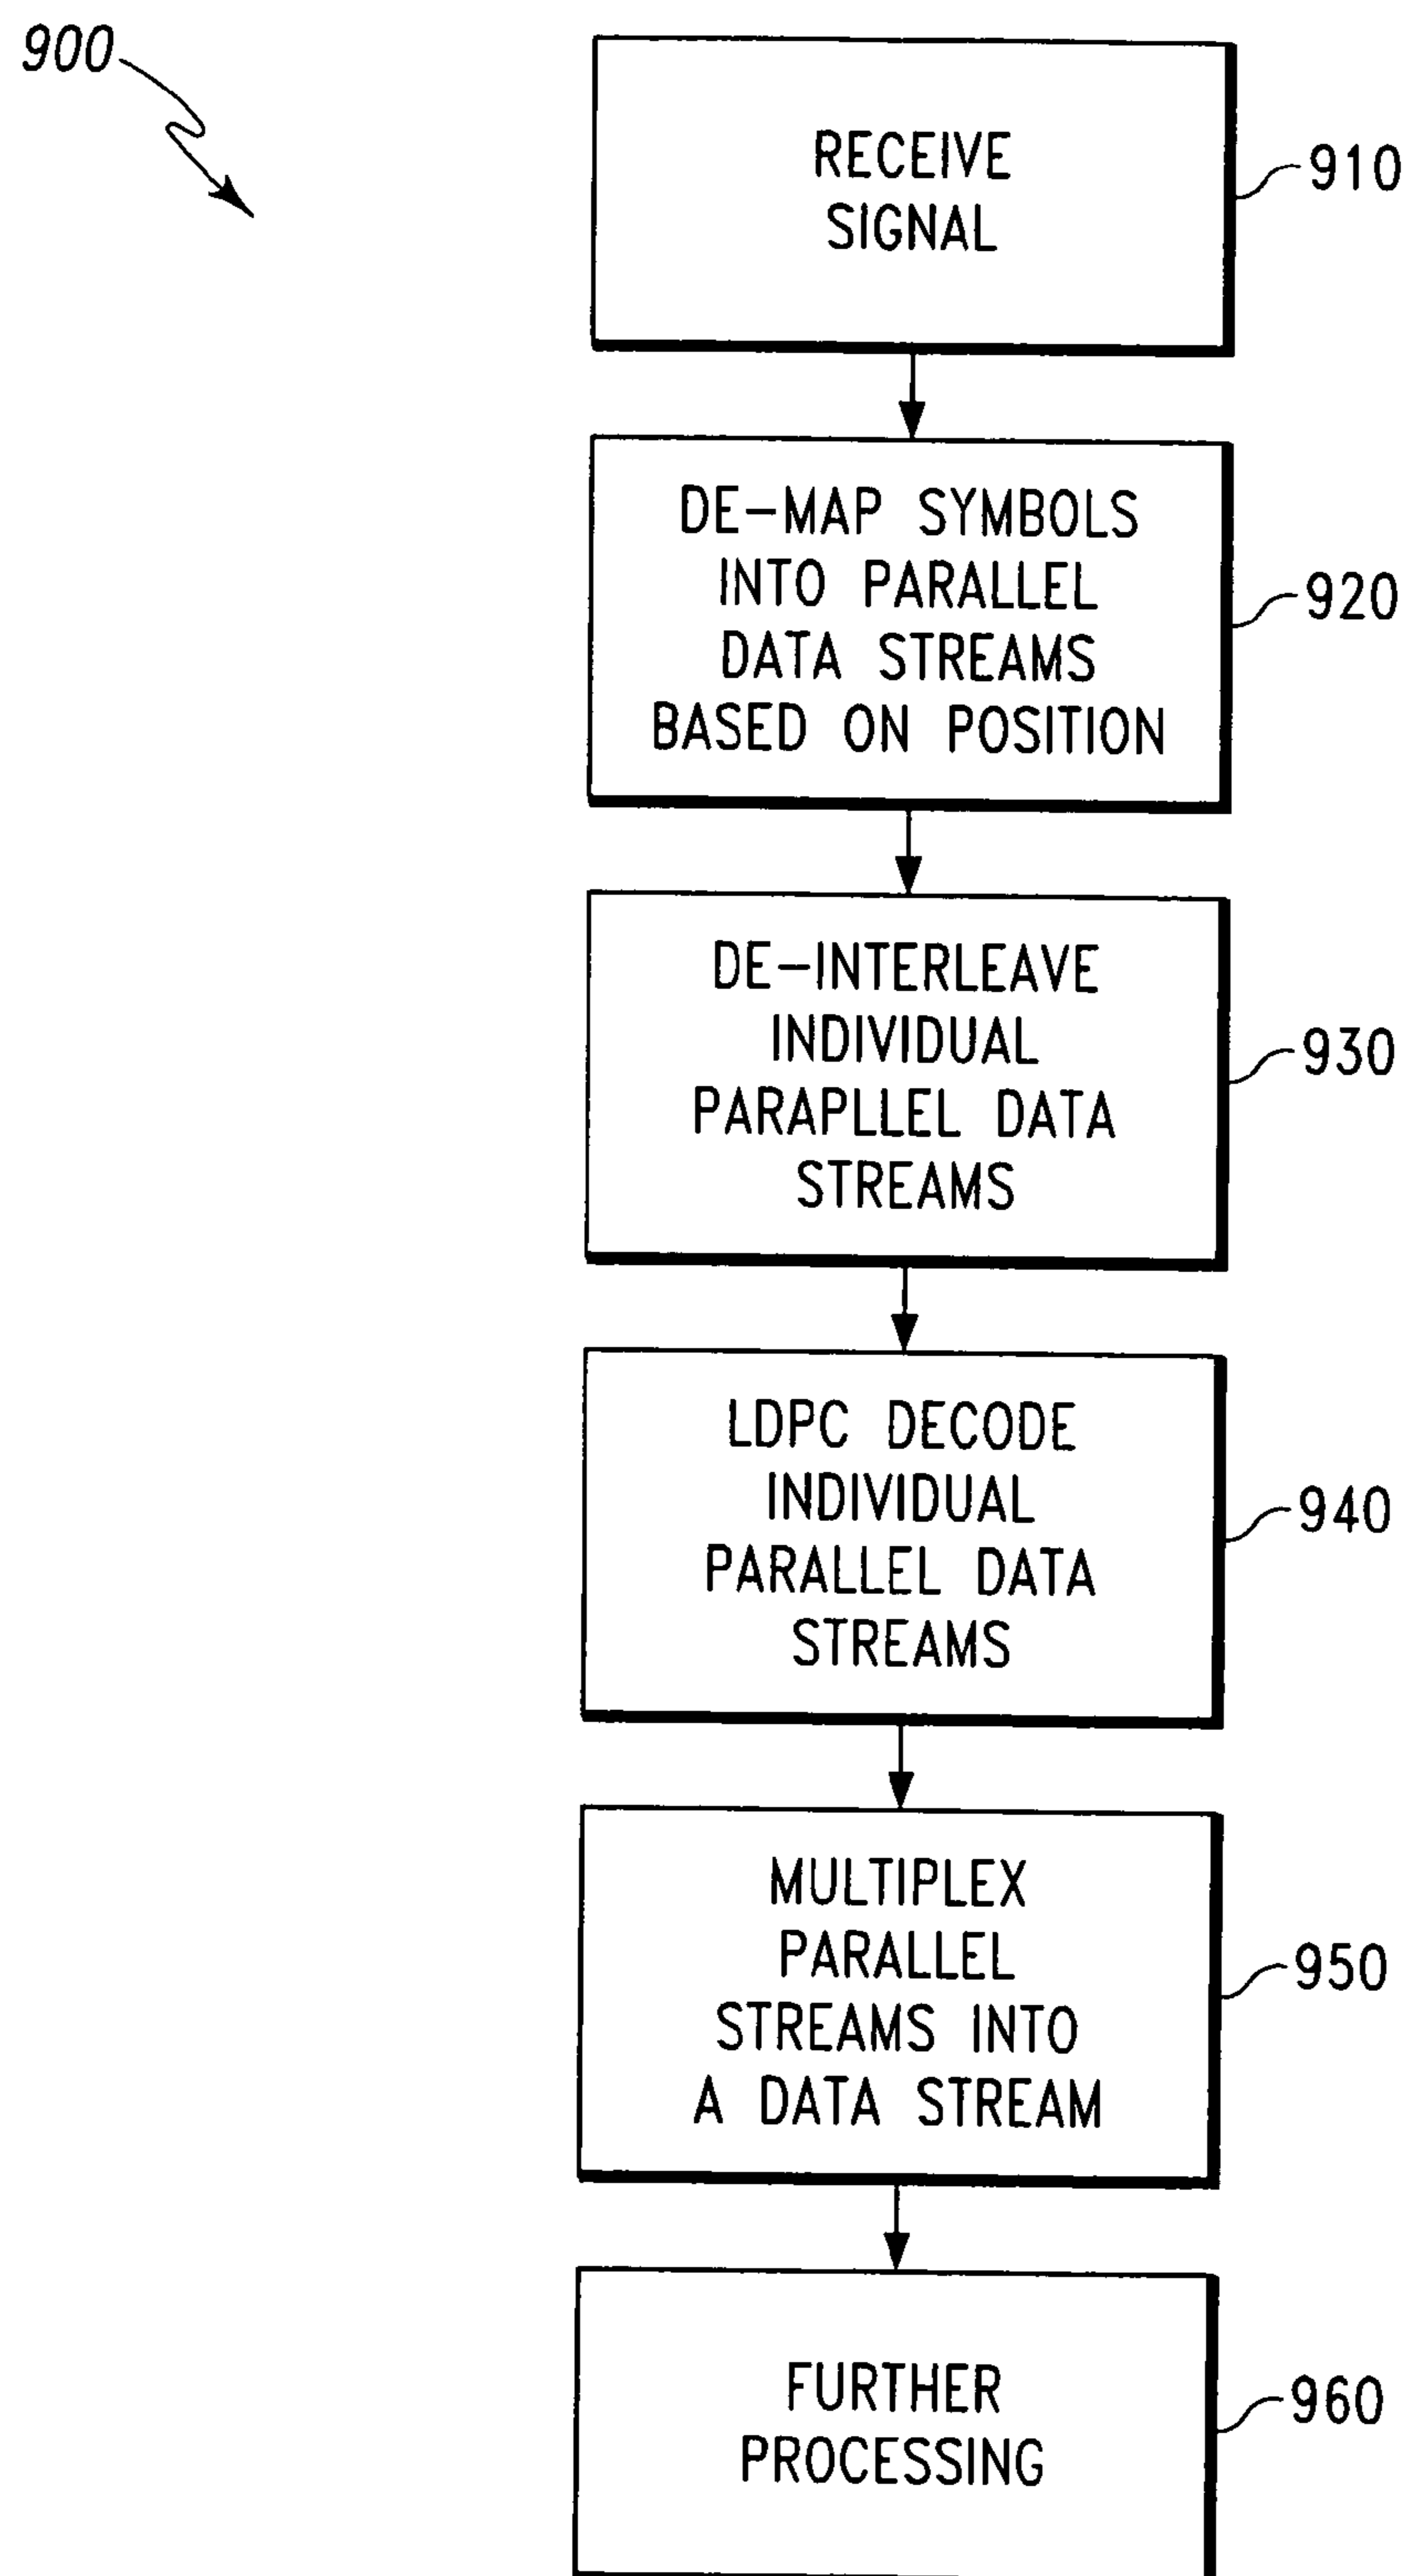 900
RECEIVE
SIGNAL
910
DE-MAP SYMBOLS
INTO PARALLEL
DATA STREAMS
BASED ON POSITION
920
DE-INTERLEAVE
INDIVIDUAL
PARAPLLEL DATA
STREAMS
930
LDPC DECODE
INDIVIDUAL
PARALLEL DATA
STREAMS
940
MULTIPLEX
PARALLEL
STREAMS INTO
A DATA STREAM
950
FURTHER
PROCESSING
960